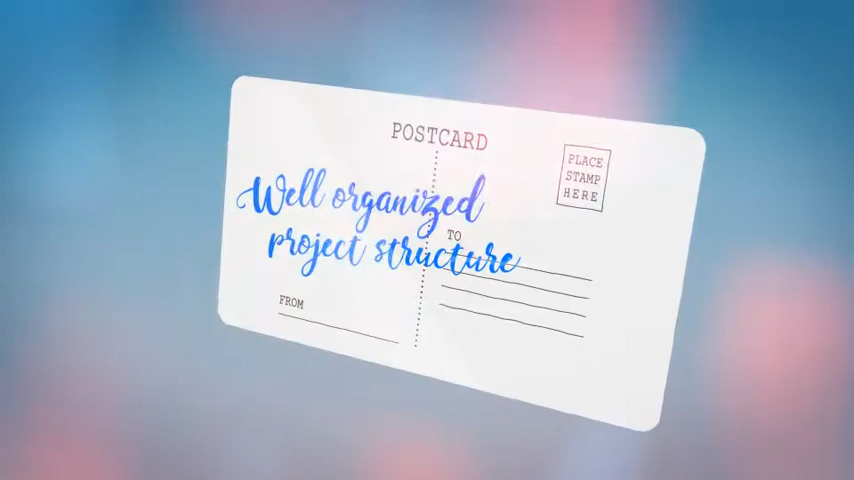 POSTCARD
PLACE
STAMP
HERE
Well organized
project structure
TO
FROM